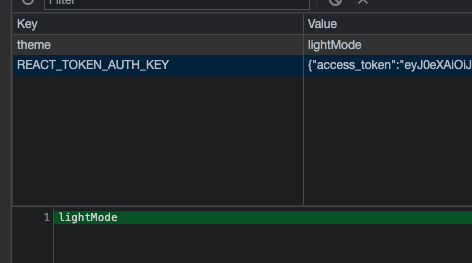 Filter
Key Value
theme lightMode
REACT_TOKEN_AUTH_KEY {"access_token":"eyJ0eXAiOiJ
1 lightMode